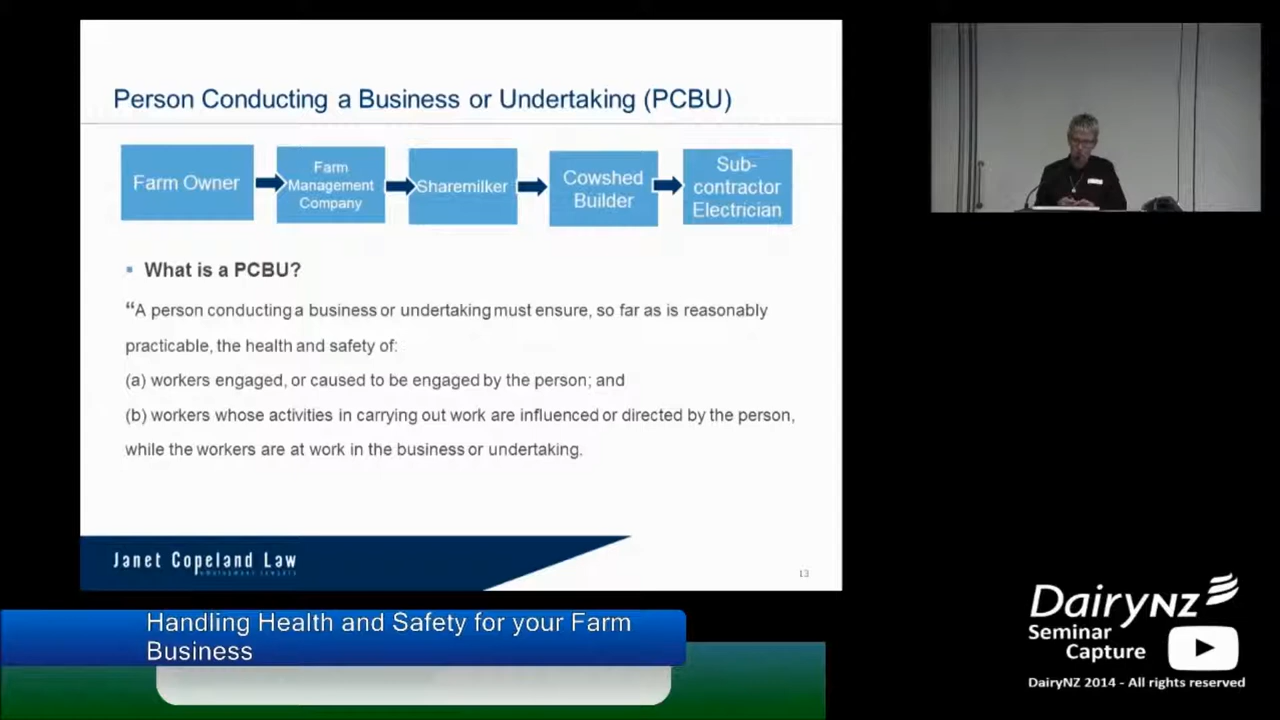 Person Conducting a Business or Undertaking (PCBU)
Farm Owner
Farm
Management
Company
Sharemilker
Cowshed
Builder
Sub-
contractor
Electrician
What is a PCBU?
“A person conducting a business or undertaking must ensure, so far as is reasonably
practicable, the health and safety of:
(a) workers engaged, or caused to be engaged by the person; and
(b) workers whose activities in carrying out work are influenced or directed by the person,
while the workers are at work in the business or undertaking.
Janet Copeland Law
13
Handling Health and Safety for your Farm
Business
DairyNZ
Seminar
Capture
DairyNZ 2014 - All rights reserved